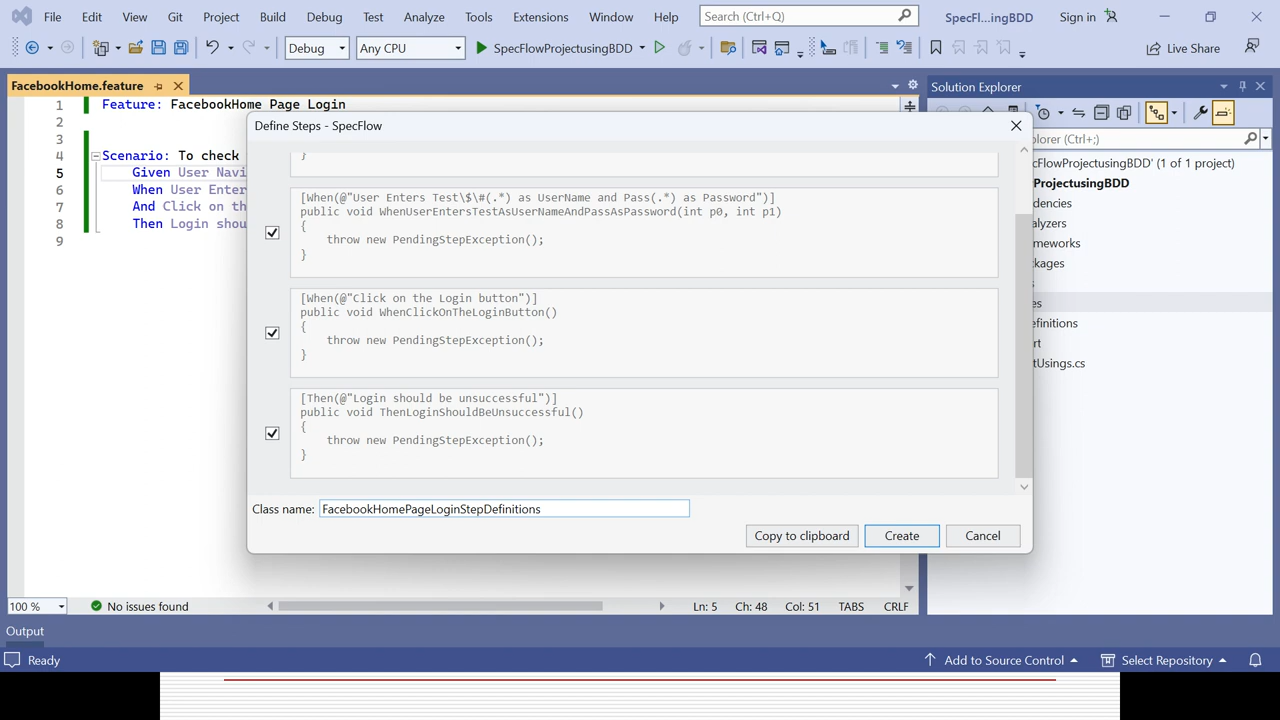 File Edit View Git Project Build Debug Test Analyze Tools Extensions Window Help Search (Ctrl+Q) SpecFl...ingBDD Sign in
Debug Any CPU SpecFlowProjectusingBDD Live Share
FacebookHome.feature Solution Explorer
1 Feature: FacebookHome Page Login
2
3
4 Scenario: To check
5 Given User Navi
6 When User Enter
7 And Click on th
8 Then Login shou
9
Define Steps - SpecFlow
}
[When(@"User Enters Test\$\#(.*) as UserName and Pass(.*) as Password")]
public void WhenUserEntersTestAsUserNameAndPassAsPassword(int p0, int p1)
{
throw new PendingStepException();
}
[When(@"Click on the Login button")]
public void WhenClickOnTheLoginButton()
{
throw new PendingStepException();
}
[Then(@"Login should be unsuccessful")]
public void ThenLoginShouldBeUnsuccessful()
{
throw new PendingStepException();
}
Class name: FacebookHomePageLoginStepDefinitions
Copy to clipboard Create Cancel
plorer (Ctrl+;)
cFlowProjectusingBDD' (1 of 1 project)
ProjectusingBDD
dencies
alyzers
meworks
ckages
s
es
efinitions
rt
tUsings.cs
100 % No issues found Ln: 5 Ch: 48 Col: 51 TABS CRLF
Output
Ready Add to Source Control Select Repository